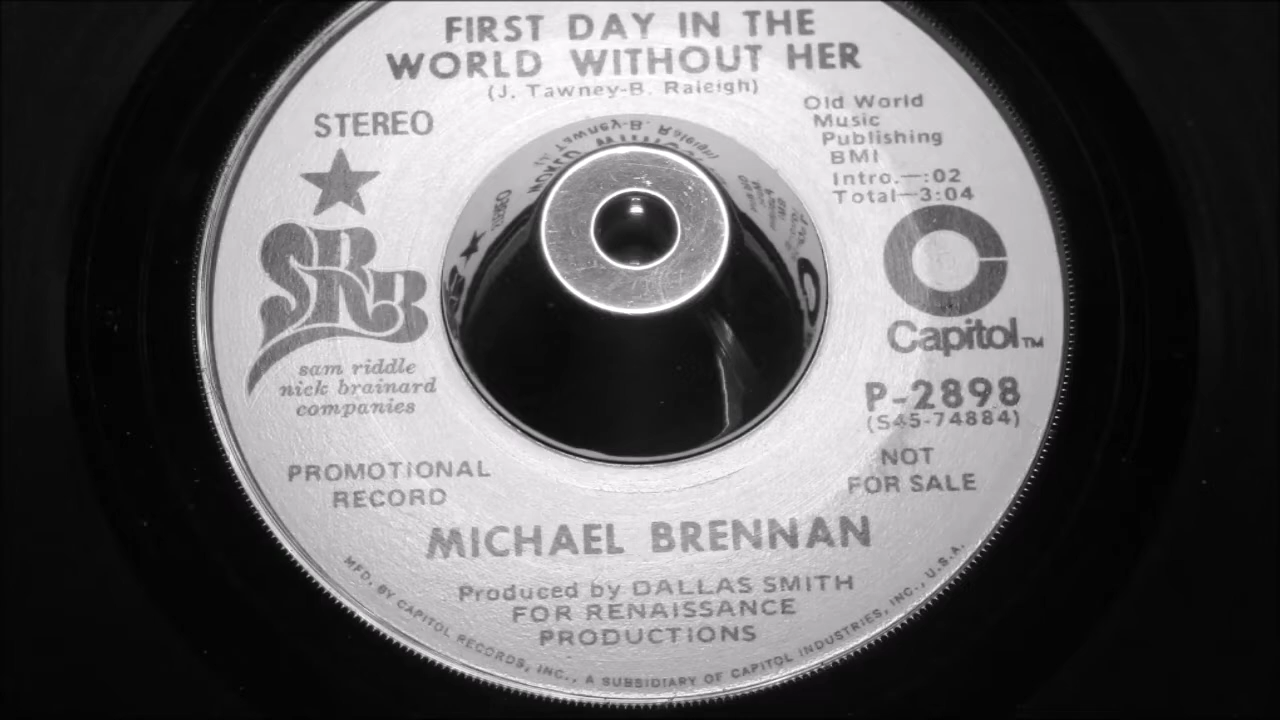 FIRST DAY IN THE
WORLD WITHOUT HER
(J. Tawney-B. Raleigh)
STEREO
Old World
Music
Publishing
BMI
Intro.—:02
Total—3:04
SRB
sam riddle
nick brainard
companies
Capitol™
P-2898
(S45-74884)
PROMOTIONAL
RECORD
NOT
FOR SALE
MICHAEL BRENNAN
Produced by DALLAS SMITH
FOR RENAISSANCE
PRODUCTIONS
MFD. BY CAPITOL RECORDS, INC., A SUBSIDIARY OF CAPITOL INDUSTRIES, INC., U.S.A.